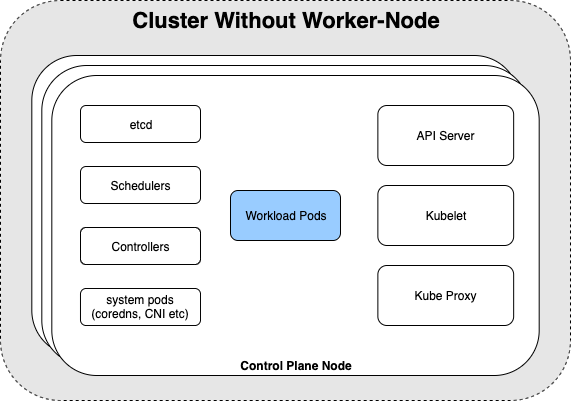 Cluster Without Worker-Node
etcd
Schedulers
Controllers
system pods
(coredns, CNI etc)
Workload Pods
API Server
Kubelet
Kube Proxy
Control Plane Node